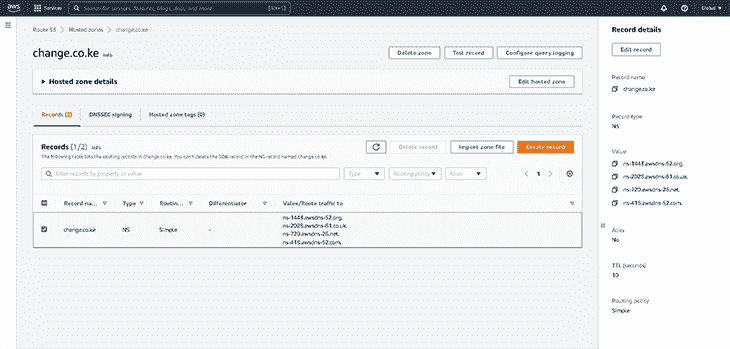 aws
Services
Search for services, features, blogs, docs, and more
[Alt+S]
Global
Route 53 > Hosted zones > change.co.ke
change.co.ke Info
Delete zone
Test record
Configure query logging
Hosted zone details
Edit hosted zone
Records (2)
DNSSEC signing
Hosted zone tags (0)
Records (1/2) Info
Delete record
Import zone file
Create record
The following table lists the existing records in change.co.ke. You can't delete the SOA record or the NS record named change.co.ke.
Filter records by property or value
Type
Routing policy
Alias
1
Record na...
Type
Routin...
Differentiator
Value/Route traffic to
change.co.ke
NS
Simple
-
ns-1448.awsdns-52.org.
ns-2028.awsdns-61.co.uk.
ns-720.awsdns-26.net.
ns-418.awsdns-52.com.
Record details
Edit record
Record name
change.co.ke
Record type
NS
Value
ns-1448.awsdns-52.org.
ns-2028.awsdns-61.co.uk.
ns-720.awsdns-26.net.
ns-418.awsdns-52.com.
Alias
No
TTL (seconds)
10
Routing policy
Simple